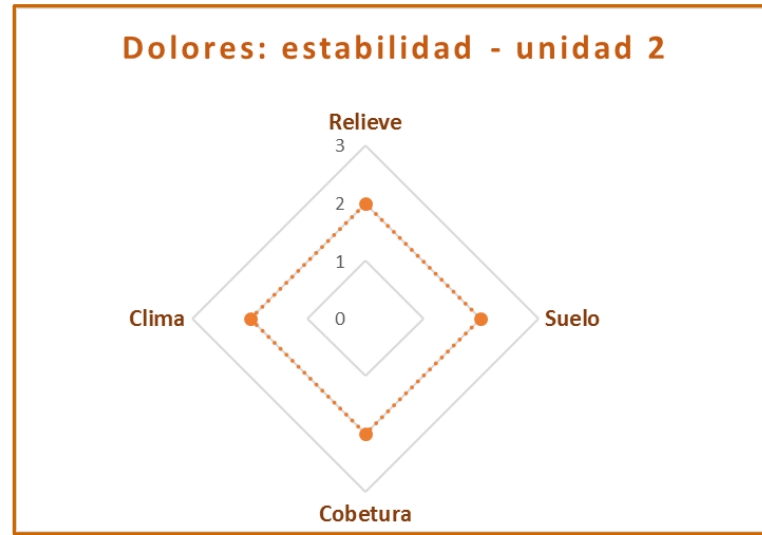 Dolores: estabilidad - unidad 2
Relieve
3
2
1
Clima
0
Suelo
Cobetura